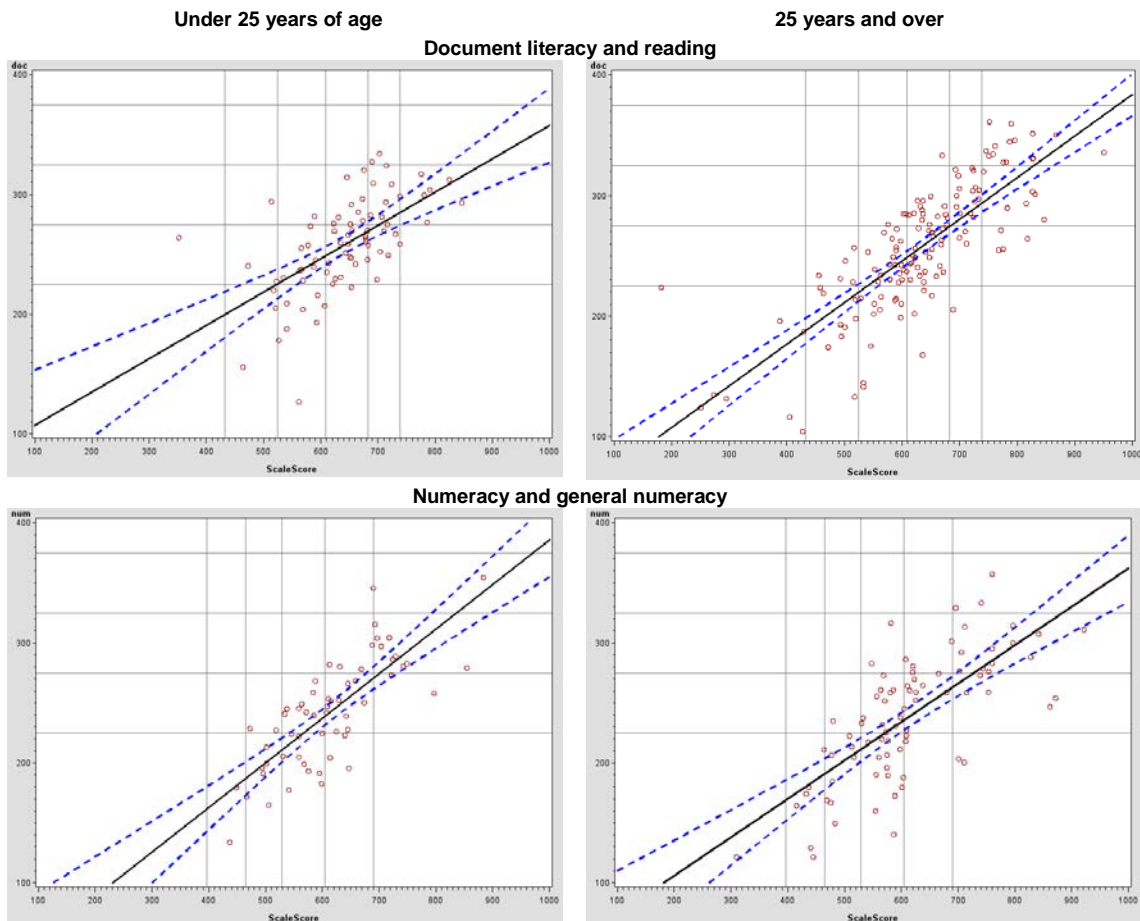 Under 25 years of age 25 years and over
Document literacy and reading
doc doc
400 400
300 300
200 200
100 100
100 200 300 400 500 600 700 800 900 1000 100 200 300 400 500 600 700 800 900 1000
ScaleScore ScaleScore
Numeracy and general numeracy
num num
400 400
300 300
200 200
100 100
100 200 300 400 500 600 700 800 900 1000 100 200 300 400 500 600 700 800 900 1000
ScaleScore ScaleScore